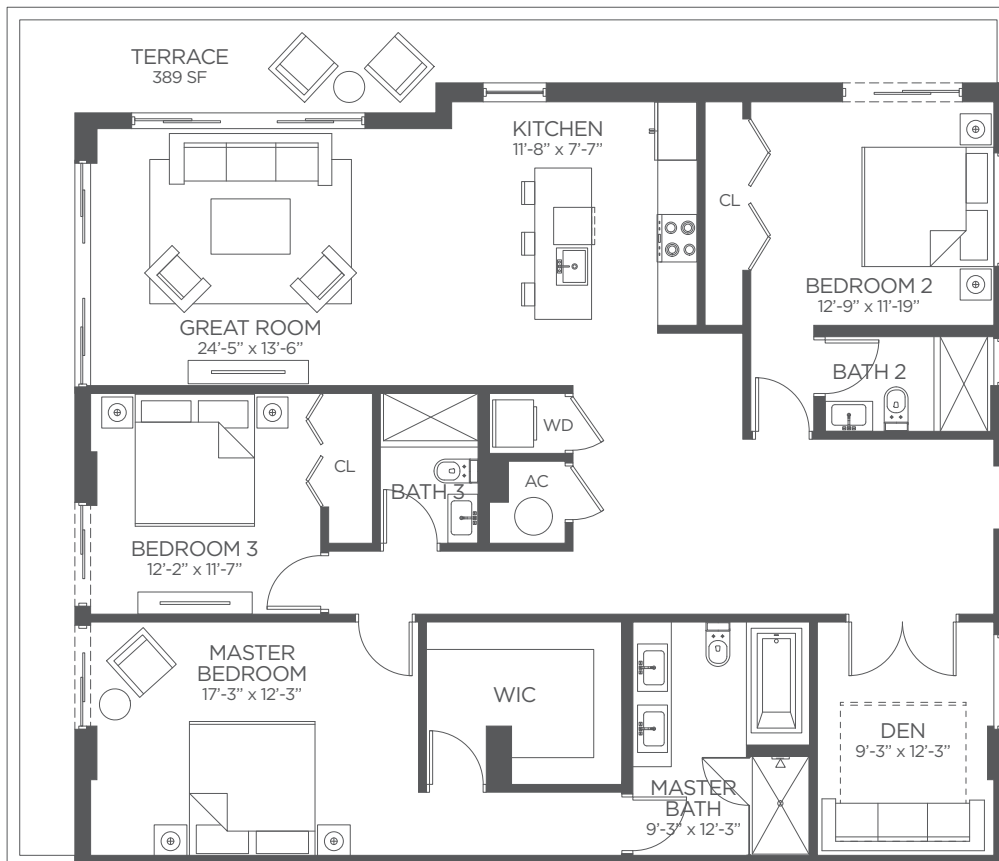 TERRACE
389 SF
KITCHEN
11'-8” x 7'-7”
CL
BEDROOM 2
12'-9” x 11'-19”
GREAT ROOM
24'-5” x 13'-6”
BATH 2
WD
CL
AC
BATH 3
BEDROOM 3
12'-2” x 11'-7”
MASTER
BEDROOM
17'-3” x 12'-3”
WIC
DEN
9'-3” x 12'-3”
MASTER
BATH
9'-3” x 12'-3”